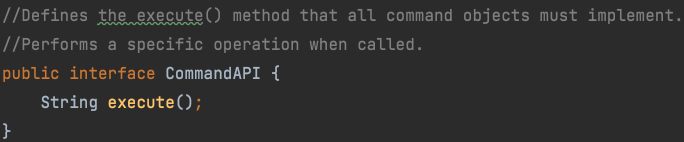 //Defines the execute() method that all command objects must implement.
//Performs a specific operation when called.
public interface CommandAPI {
    String execute();
}